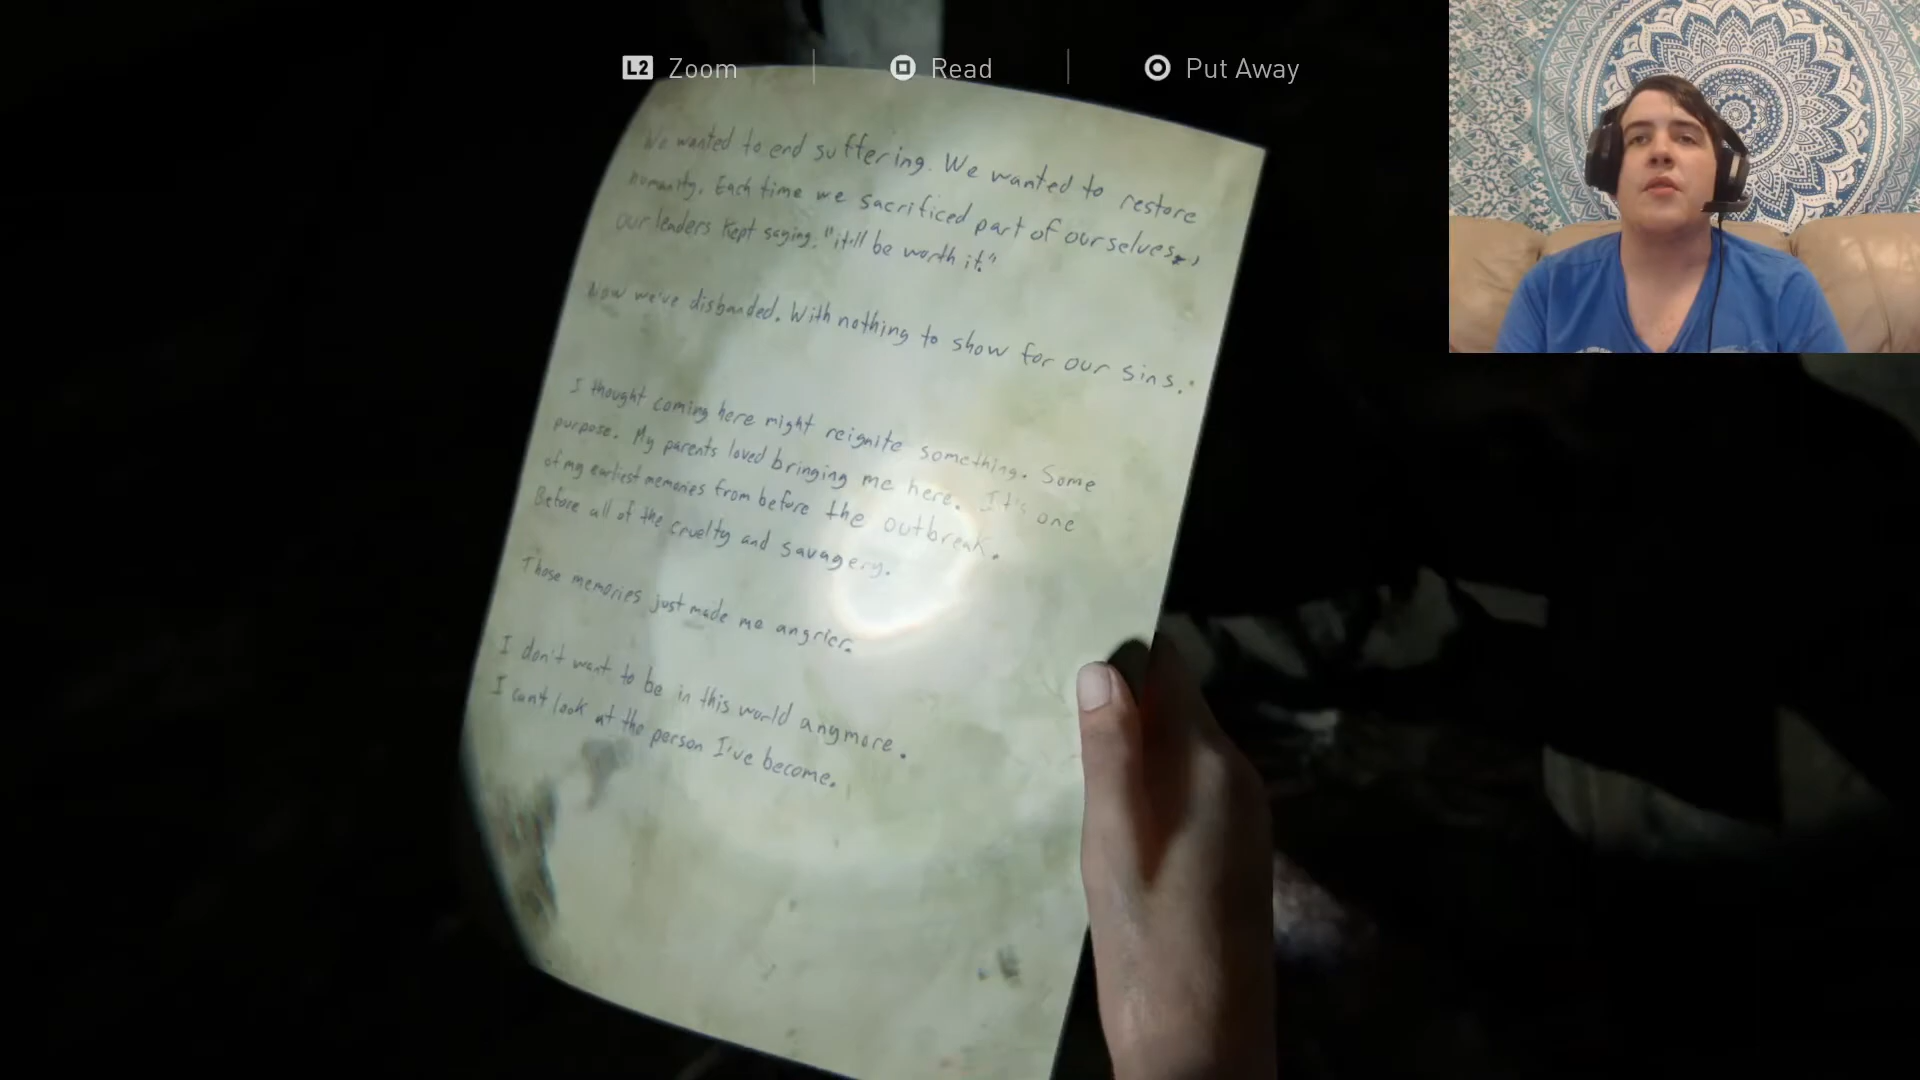 L2 Zoom | Read | Put Away
We wanted to end suffering. We wanted to restore
humanity. Each time we sacrificed part of ourselves,
our leaders kept saying, "it'll be worth it."
Now we've disbanded. With nothing to show for our sins.
I thought coming here might reignite something. Some
purpose. My parents loved bringing me here. It's one
of my earliest memories from before the outbreak.
Before all of the cruelty and savagery.
Those memories just made me angrier.
I don't want to be in this world anymore.
I can't look at the person I've become.